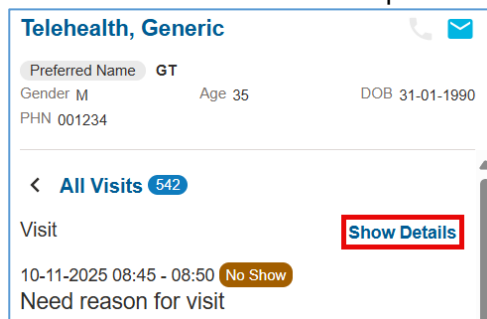 Telehealth, Generic
Preferred Name GT
Gender M Age 35 DOB 31-01-1990
PHN 001234
All Visits 542
Visit Show Details
10-11-2025 08:45 - 08:50 No Show
Need reason for visit